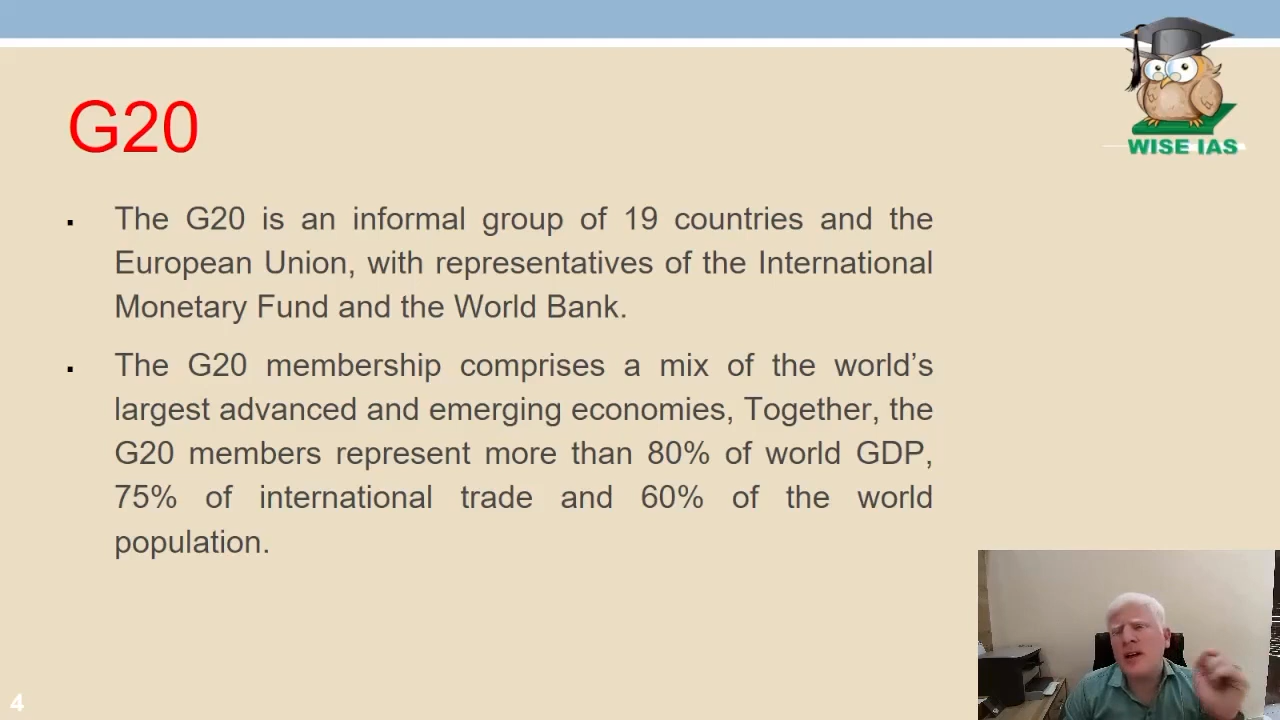 WISE IAS
G20
The G20 is an informal group of 19 countries and the
European Union, with representatives of the International
Monetary Fund and the World Bank.
The G20 membership comprises a mix of the world’s
largest advanced and emerging economies, Together, the
G20 members represent more than 80% of world GDP,
75% of international trade and 60% of the world
population.
4